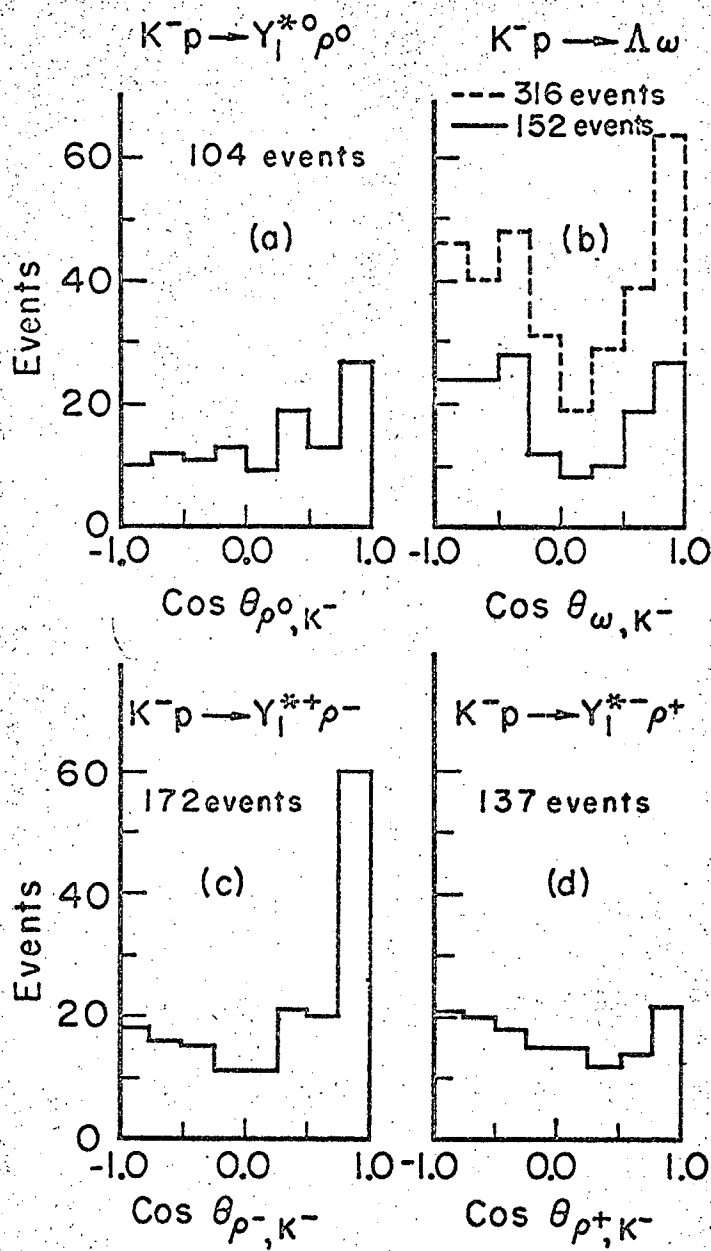 K⁻p → Y₁*⁰ρ⁰
104 events
(a)
Events
60
40
20
0
-1.0 0.0 1.0
Cos θρ⁰,K⁻
K⁻p → Λω
--- 316 events
— 152 events
(b)
-1.0 0.0 1.0
Cos θω,K⁻
K⁻p → Y₁*⁺ρ⁻
172 events
(c)
Events
60
40
20
0
-1.0 0.0 1.0
Cos θρ⁻,K⁻
K⁻p → Y₁*⁻ρ⁺
137 events
(d)
-1.0 0.0 1.0
Cos θρ⁺,K⁻